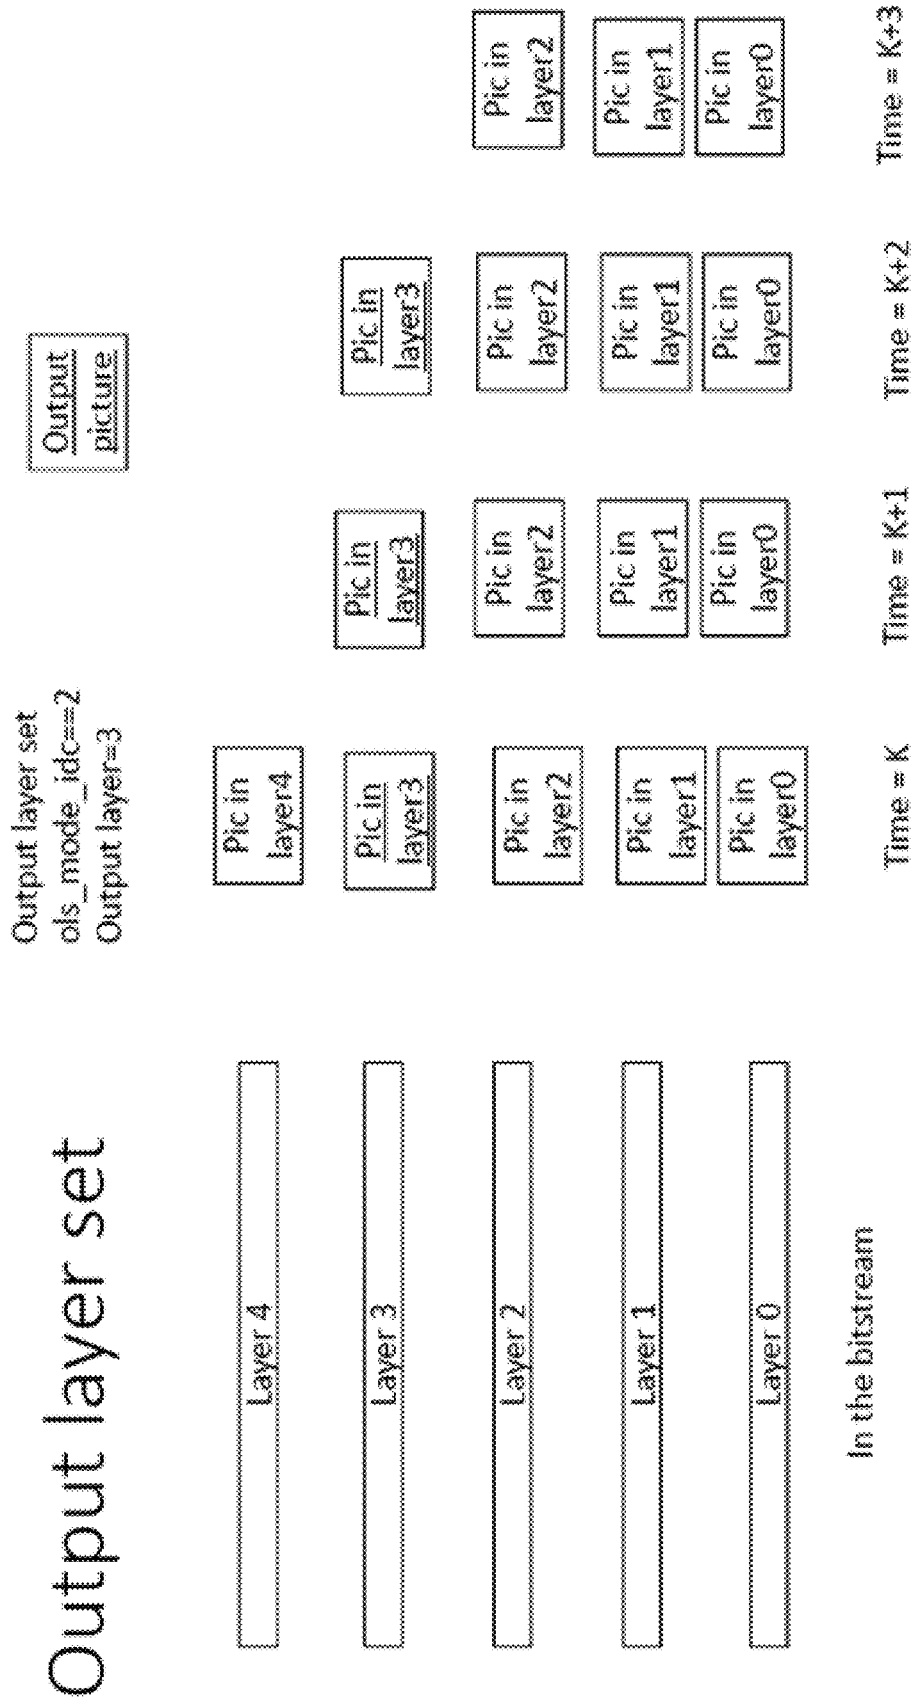 Output layer set
Output layer set
ols_mode_idc==2
Output layer=3
Output
picture
Layer 4
Layer 3
Layer 2
Layer 1
Layer 0
In the bitstream
Pic in
layer4
Pic in
layer3
Pic in
layer2
Pic in
layer1
Pic in
layer0
Time = K
Pic in
layer3
Pic in
layer2
Pic in
layer1
Pic in
layer0
Time = K+1
Pic in
layer3
Pic in
layer2
Pic in
layer1
Pic in
layer0
Time = K+2
Pic in
layer2
Pic in
layer1
Pic in
layer0
Time = K+3